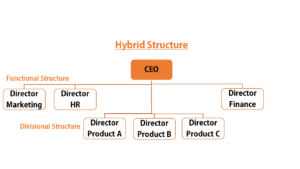 Hybrid Structure
CEO
Functional Structure
Director
Marketing
Director
HR
Director
Finance
Divisional Structure
Director
Product A
Director
Product B
Director
Product C